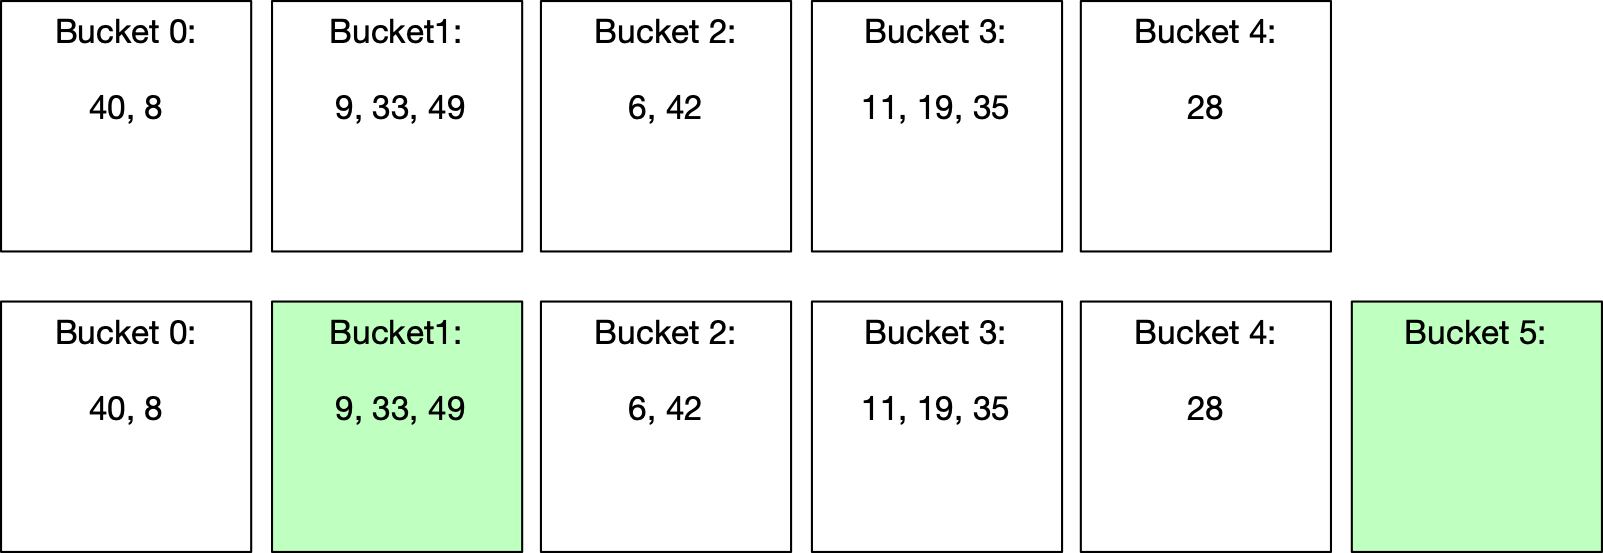 Bucket 0:
40, 8
Bucket1:
9, 33, 49
Bucket 2:
6, 42
Bucket 3:
11, 19, 35
Bucket 4:
28
Bucket 0:
40, 8
Bucket1:
9, 33, 49
Bucket 2:
6, 42
Bucket 3:
11, 19, 35
Bucket 4:
28
Bucket 5: